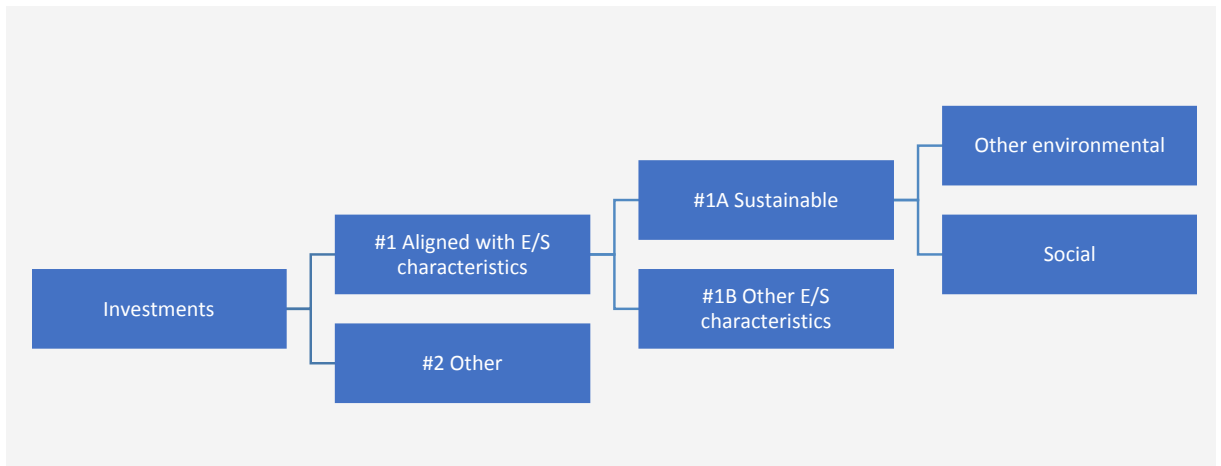 Investments
#1 Aligned with E/S
characteristics
#2 Other
#1A Sustainable
#1B Other E/S
characteristics
Other environmental
Social